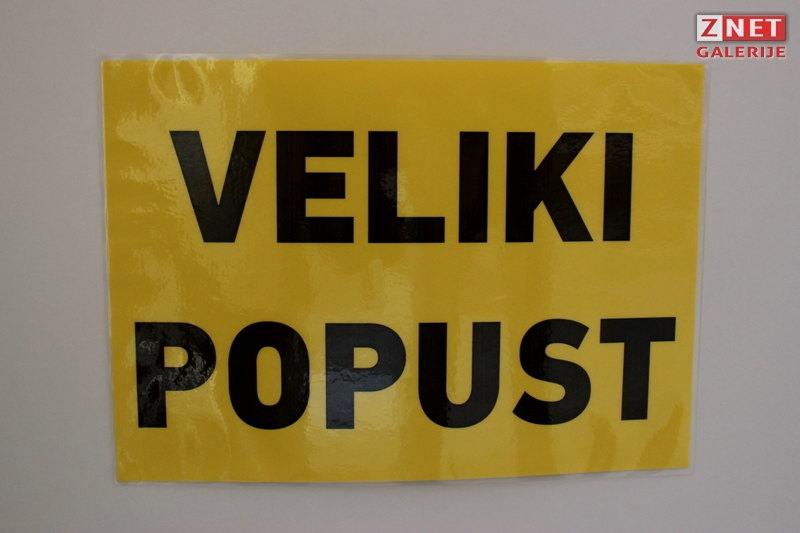 ZNET
GALERIJE
VELIKI
POPUST